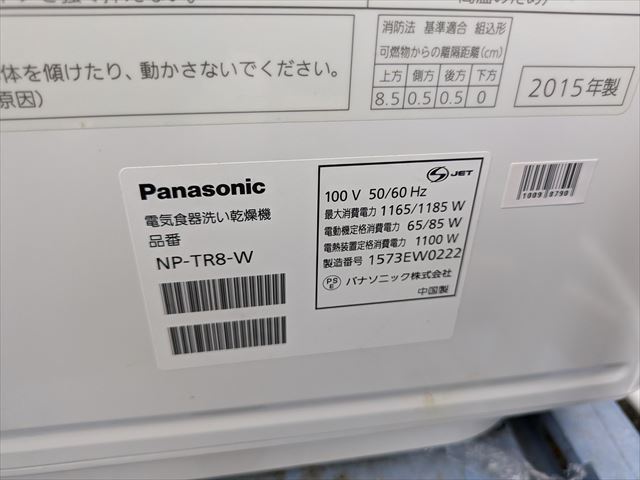 体を傾けたり、動かさないでください。
原因)
消防法 基準適合 組込形
可燃物からの離隔距離(cm)
上方 側方 後方 下方
8.5 0.5 0.5 0
2015年製
Panasonic
電気食器洗い乾燥機
品番
NP-TR8-W
JET
100 V 50/60 Hz
最大消費電力 1165/1185 W
電動機定格消費電力 65/85 W
電熱装置定格消費電力 1100 W
製造番号 1573EW0222
PS
E パナソニック株式会社
中国製
1009 8790